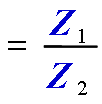 = Z₁ / Z₂